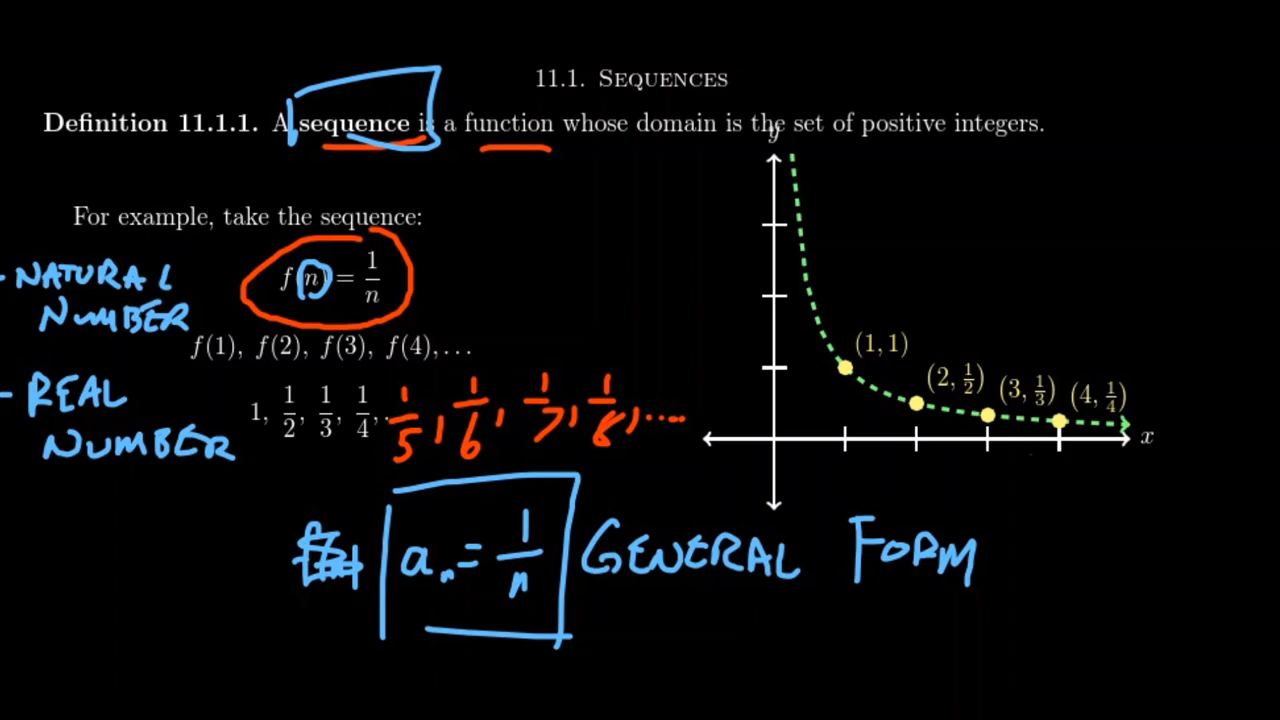 11.1. Sequences
Definition 11.1.1. A sequence is a function whose domain is the set of positive integers.
y
For example, take the sequence:
- NATURAL
NUMBER
f(n) = 1/n
f(1), f(2), f(3), f(4), ...
- REAL
NUMBER
1, 1/2, 1/3, 1/4, . 1/5, 1/6, 1/7, 1/8, ....
(1, 1)
(2, 1/2) (3, 1/3) (4, 1/4)
x
aₙ = 1/n GENERAL FORM